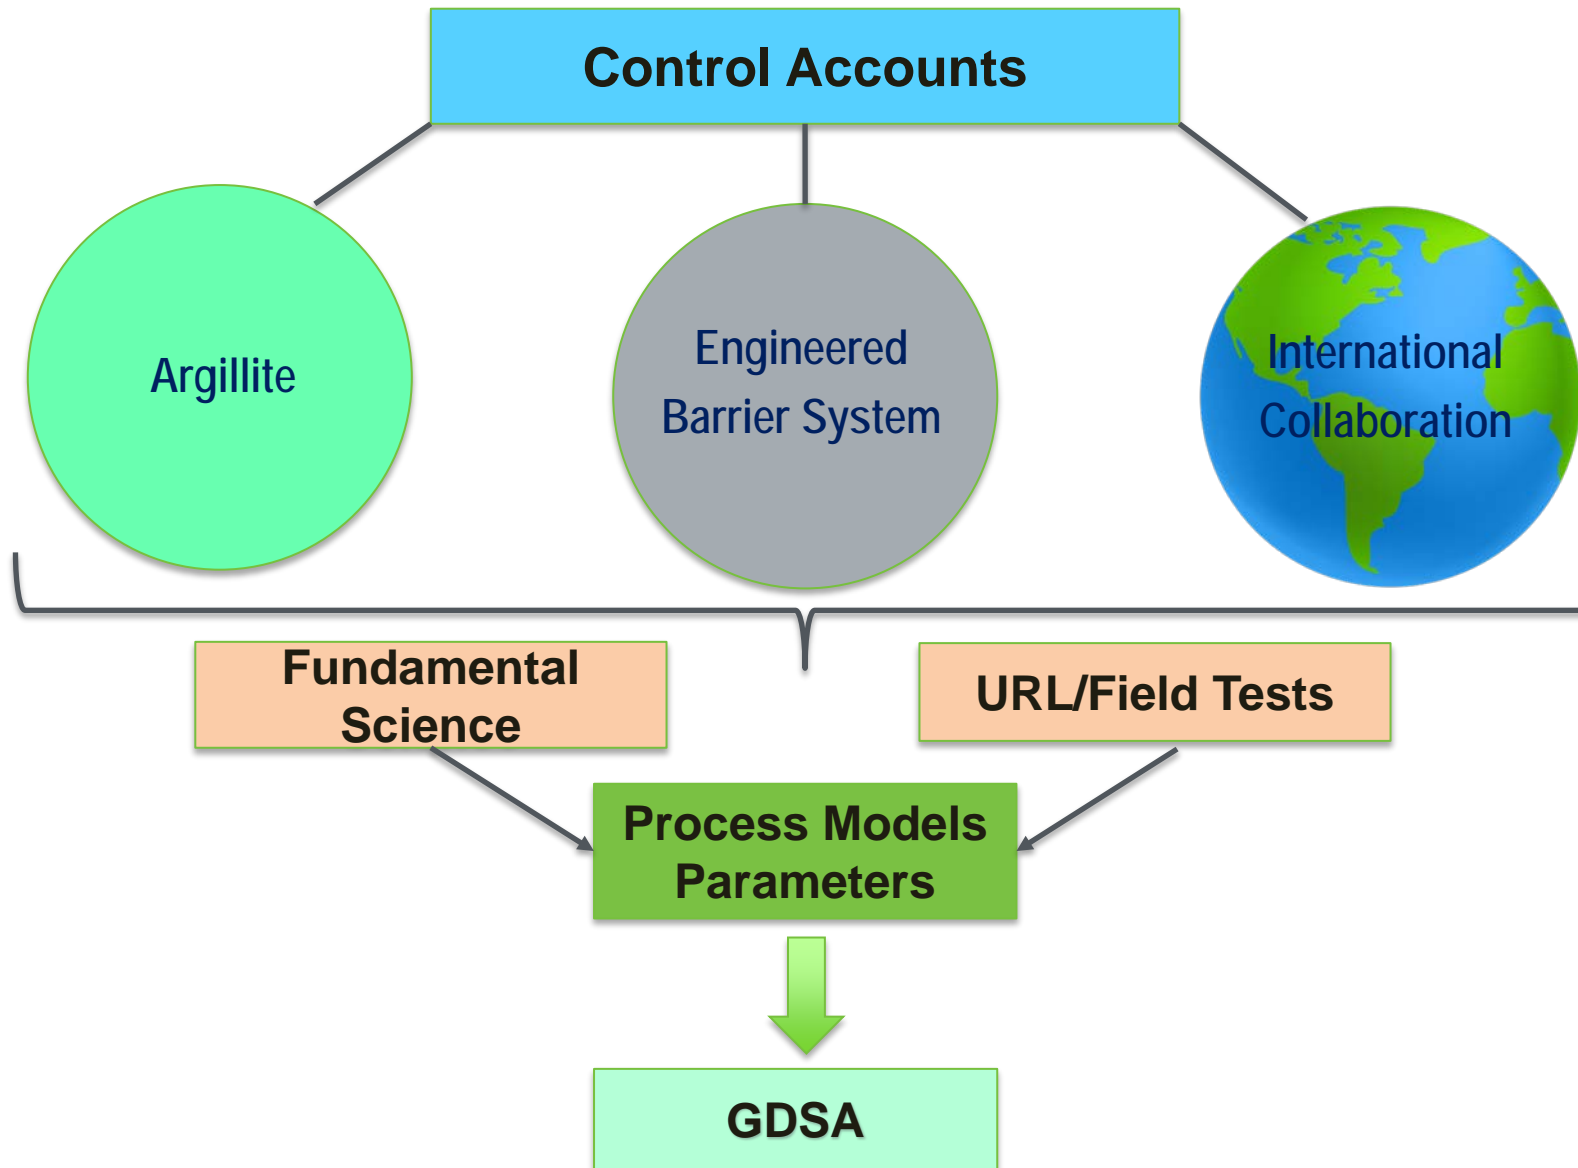 Control Accounts
Argillite
Engineered
Barrier System
International
Collaboration
Fundamental
Science
URL/Field Tests
Process Models
Parameters
GDSA